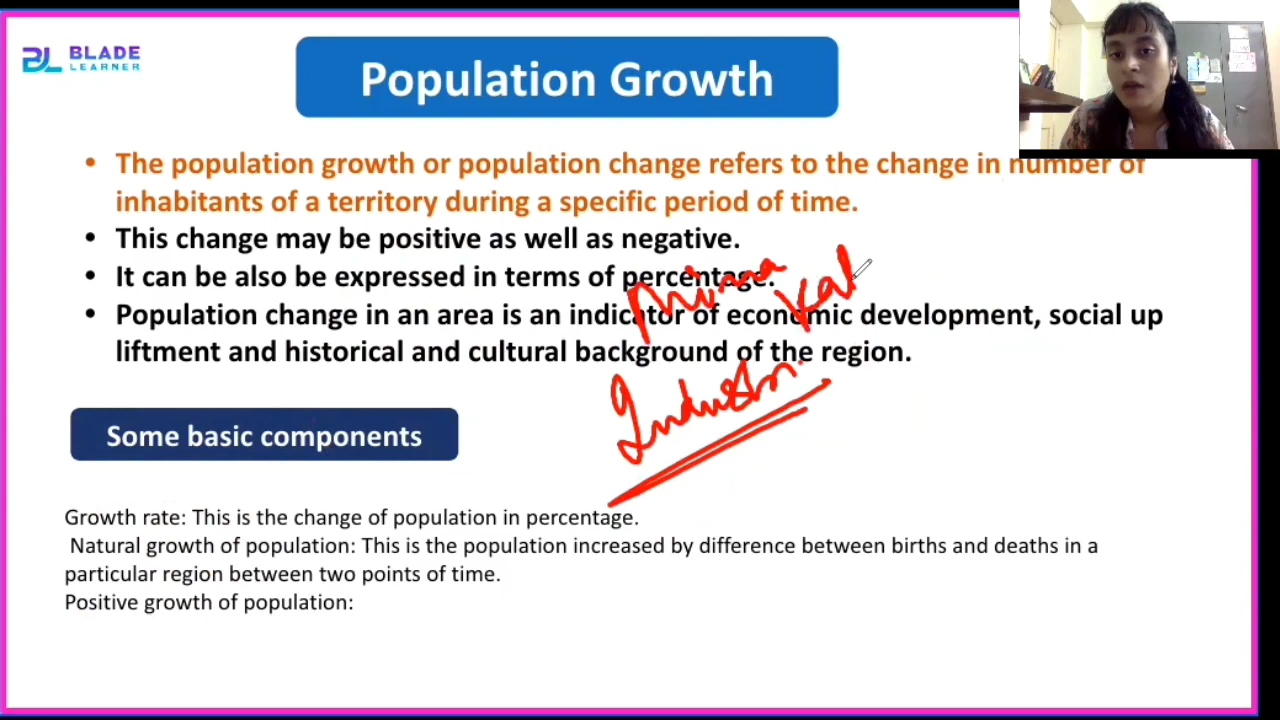 BLADE
LEARNER
Population Growth
• The population growth or population change refers to the change in number of
inhabitants of a territory during a specific period of time.
• This change may be positive as well as negative.
• It can be also be expressed in terms of percentage.
• Population change in an area is an indicator of economic development, social up
liftment and historical and cultural background of the region.
Some basic components
Growth rate: This is the change of population in percentage.
Natural growth of population: This is the population increased by difference between births and deaths in a
particular region between two points of time.
Positive growth of population: